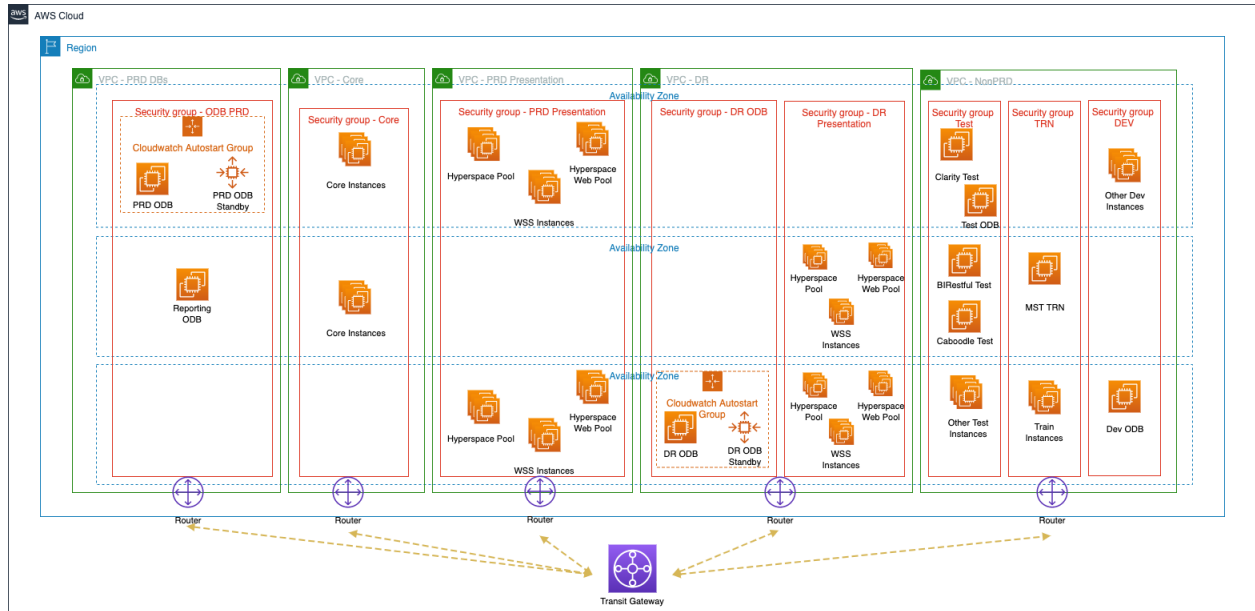 aws
AWS Cloud
Region
VPC - PRD DBs
VPC - Core
VPC - PRD Presentation
VPC - DR
VPC - NonPRD
Availability Zone
Security group - ODB PRD
Cloudwatch Autostart Group
PRD ODB
PRD ODB
Standby
Security group - Core
Core Instances
Security group - PRD Presentation
Hyperspace Pool
Hyperspace
Web Pool
WSS Instances
Security group - DR ODB
Security group - DR
Presentation
Security group
Test
Clarity Test
Test ODB
Security group
TRN
Security group
DEV
Other Dev
Instances
Availability Zone
Reporting
ODB
Core Instances
Hyperspace
Pool
Hyperspace
Web Pool
WSS
Instances
BIRestful Test
Caboodle Test
MST TRN
Availability Zone
Hyperspace Pool
Hyperspace
Web Pool
WSS Instances
Cloudwatch Autostart
Group
DR ODB
DR ODB
Standby
Hyperspace
Pool
Hyperspace
Web Pool
WSS
Instances
Other Test
Instances
Train
Instances
Dev ODB
Router
Router
Router
Router
Router
Transit Gateway